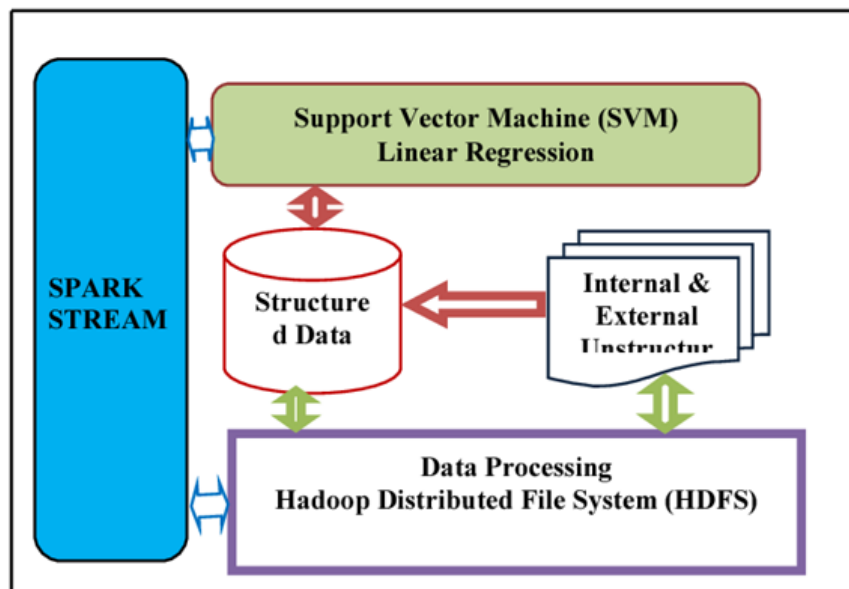 Support Vector Machine (SVM)
Linear Regression
SPARK
STREAM
Structure
d Data
Internal &
External
Unstructur
Data Processing
Hadoop Distributed File System (HDFS)